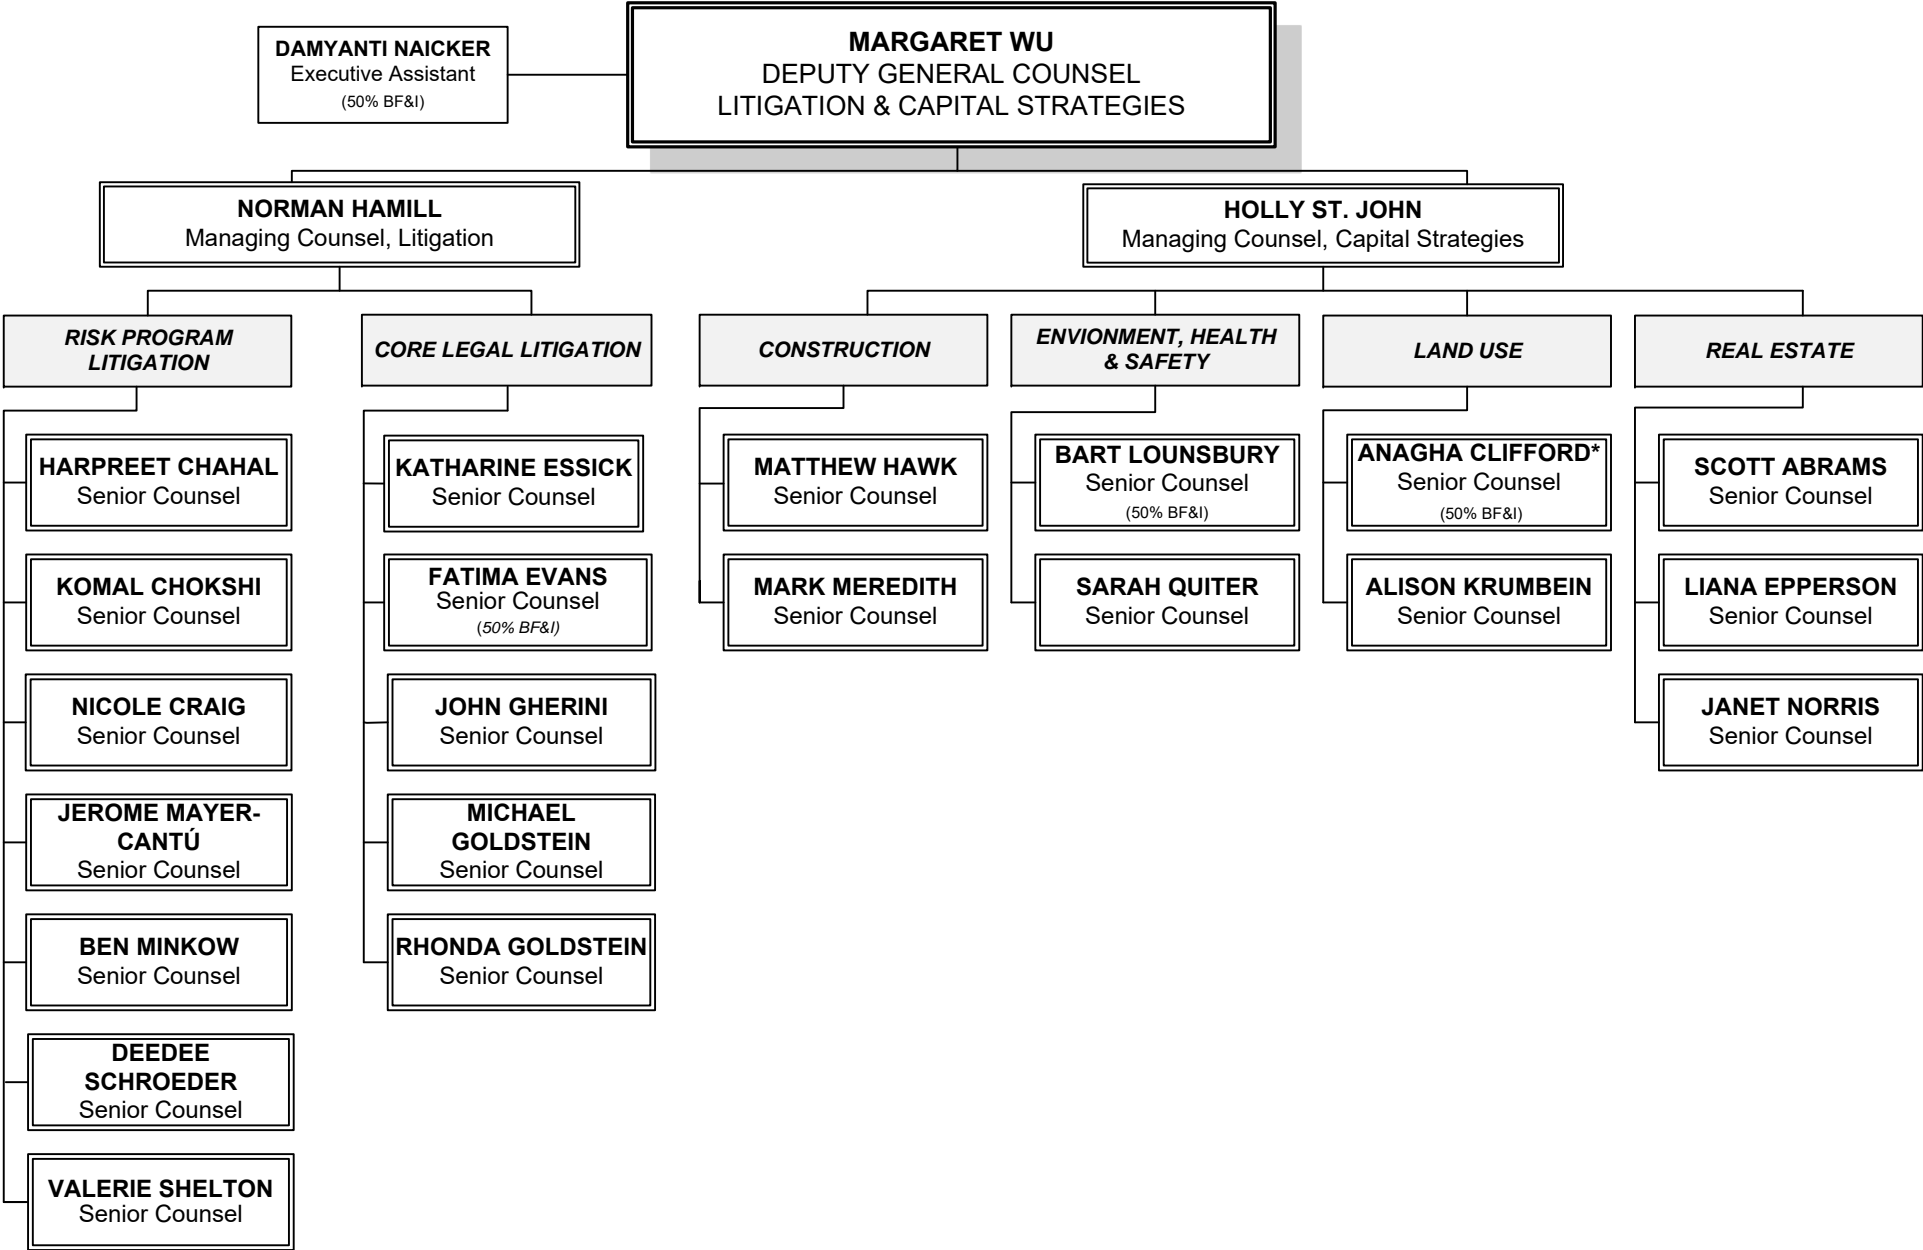 DAMYANTI NAICKER
Executive Assistant
(50% BF&I)
MARGARET WU
DEPUTY GENERAL COUNSEL
LITIGATION & CAPITAL STRATEGIES
NORMAN HAMILL
Managing Counsel, Litigation
HOLLY ST. JOHN
Managing Counsel, Capital Strategies
RISK PROGRAM
LITIGATION
HARPREET CHAHAL
Senior Counsel
KOMAL CHOKSHI
Senior Counsel
NICOLE CRAIG
Senior Counsel
JEROME MAYER-
CANTÚ
Senior Counsel
BEN MINKOW
Senior Counsel
DEEDEE
SCHROEDER
Senior Counsel
VALERIE SHELTON
Senior Counsel
CORE LEGAL LITIGATION
KATHARINE ESSICK
Senior Counsel
FATIMA EVANS
Senior Counsel
(50% BF&I)
JOHN GHERINI
Senior Counsel
MICHAEL
GOLDSTEIN
Senior Counsel
RHONDA GOLDSTEIN
Senior Counsel
CONSTRUCTION
MATTHEW HAWK
Senior Counsel
MARK MEREDITH
Senior Counsel
ENVIONMENT, HEALTH
& SAFETY
BART LOUNSBURY
Senior Counsel
(50% BF&I)
SARAH QUITER
Senior Counsel
LAND USE
ANAGHA CLIFFORD*
Senior Counsel
(50% BF&I)
ALISON KRUMBEIN
Senior Counsel
REAL ESTATE
SCOTT ABRAMS
Senior Counsel
LIANA EPPERSON
Senior Counsel
JANET NORRIS
Senior Counsel